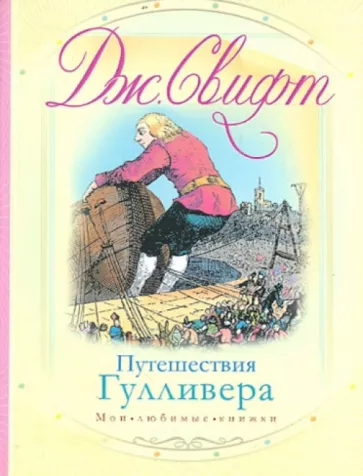 Дж. Свифт
Путешествия
Гулливера
Мои • любимые • книжки